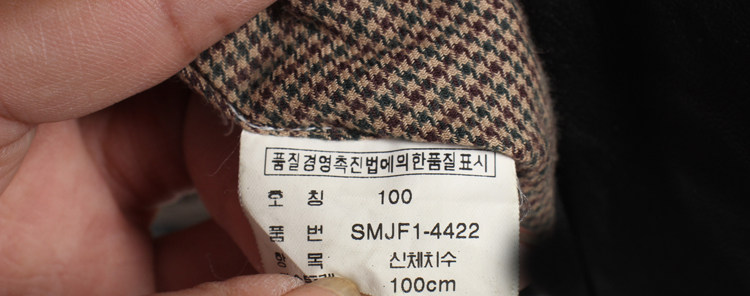 품질경영촉진법에의한품질표시
호 칭 100
품 번 SMJF1-4422
항 목 신체치수
100cm